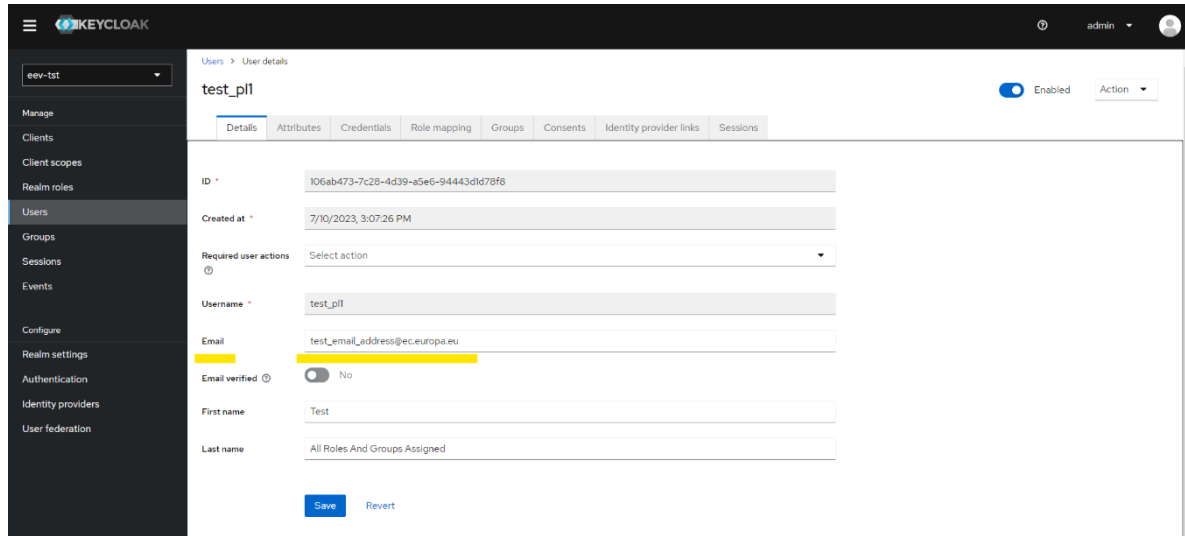 KEYCLOAK
admin
eev-tst
Manage
Clients
Client scopes
Realm roles
Users
Groups
Sessions
Events
Configure
Realm settings
Authentication
Identity providers
User federation
Users > User details
test_pl1
Enabled
Action
Details Attributes Credentials Role mapping Groups Consents Identity provider links Sessions
ID *
106ab473-7c28-4d39-a5e6-94443d1d78f8
Created at *
7/10/2023, 3:07:26 PM
Required user actions
Select action
Username *
test_pl1
Email
test_email_address@ec.europa.eu
Email verified
No
First name
Test
Last name
All Roles And Groups Assigned
Save Revert